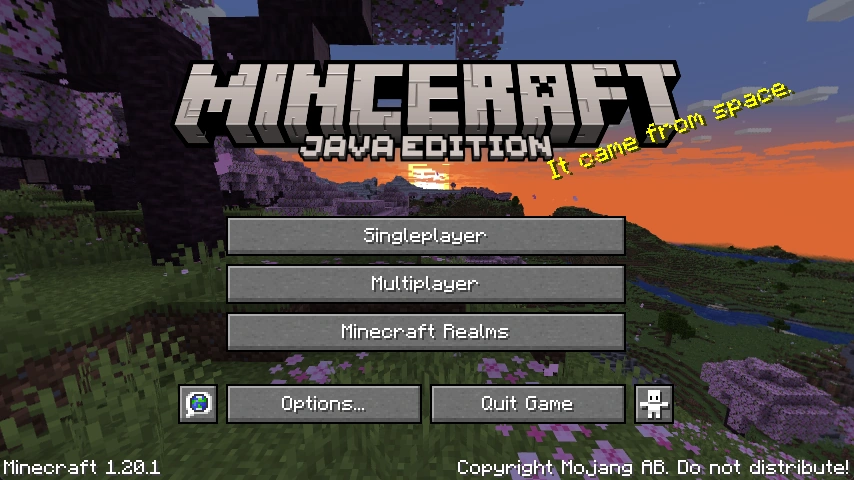 MINCERAFT
JAVA EDITION
It came from space.
Singleplayer
Multiplayer
Minecraft Realms
Options...
Quit Game
Minecraft 1.20.1
Copyright Mojang AB. Do not distribute!